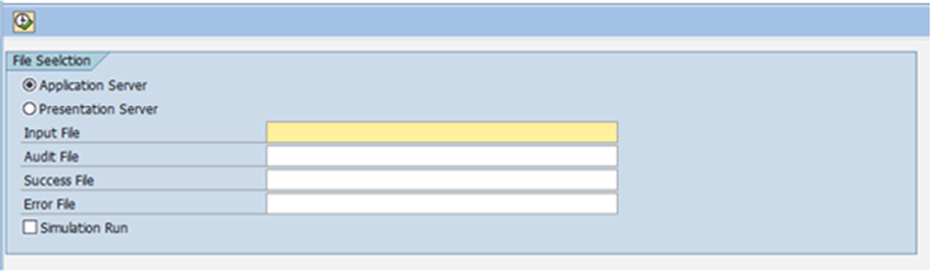 File Seelction
Application Server
Presentation Server
Input File
Audit File
Success File
Error File
Simulation Run